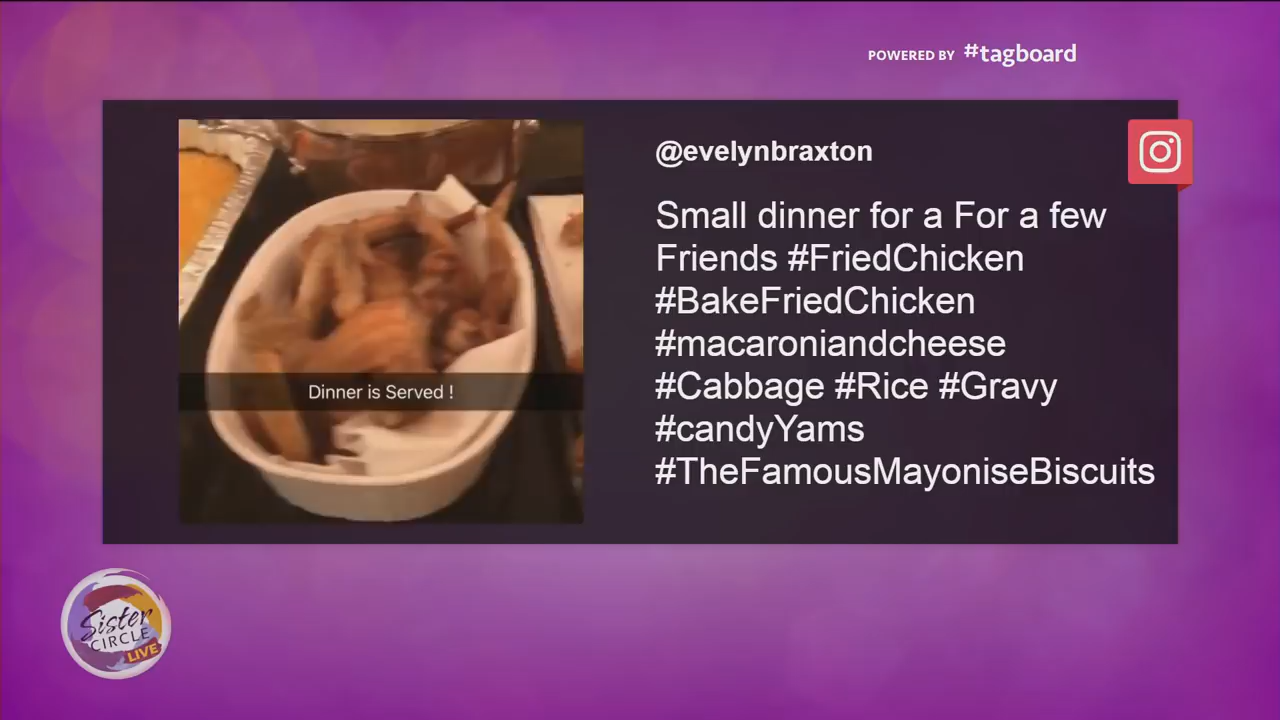 POWERED BY #tagboard
@evelynbraxton
Small dinner for a For a few
Friends #FriedChicken
#BakeFriedChicken
#macaroniandcheese
#Cabbage #Rice #Gravy
#candyYams
#TheFamousMayoniseBiscuits
Dinner is Served !
Sister
CIRCLE
LIVE